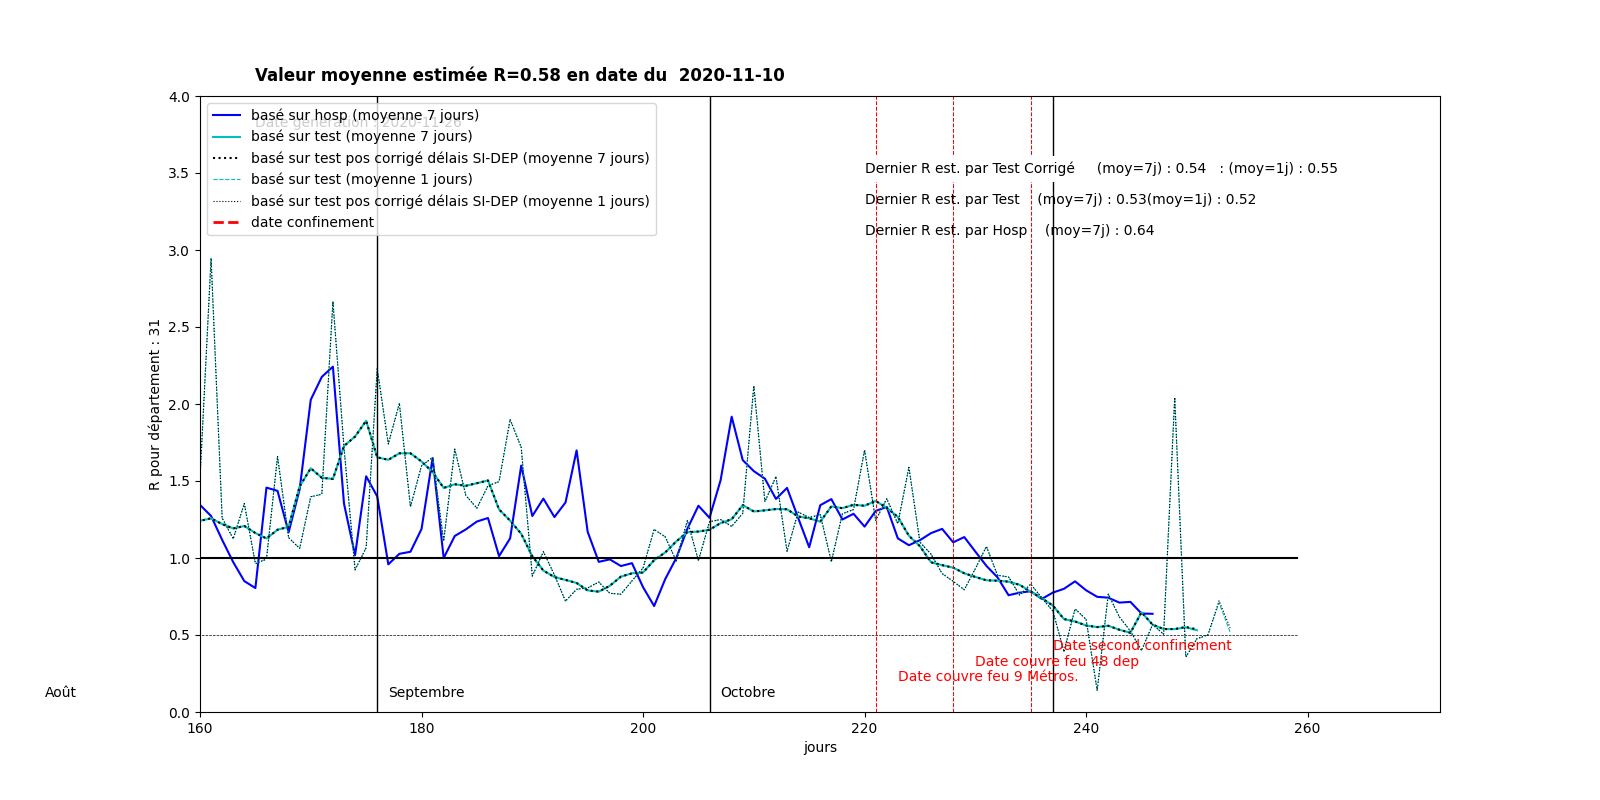 Valeur moyenne estimée R=0.58 en date du  2020-11-10
4.0
3.5
3.0
2.5
2.0
1.5
1.0
0.5
0.0
R pour département : 31
basé sur hosp (moyenne 7 jours)
Date génération : 2020-11-26
basé sur test (moyenne 7 jours)
basé sur test pos corrigé délais SI-DEP (moyenne 7 jours)
basé sur test (moyenne 1 jours)
basé sur test pos corrigé délais SI-DEP (moyenne 1 jours)
date confinement
Dernier R est. par Test Corrigé     (moy=7j) : 0.54   : (moy=1j) : 0.55
Dernier R est. par Test    (moy=7j) : 0.53(moy=1j) : 0.52
Dernier R est. par Hosp    (moy=7j) : 0.64
Date second confinement
Date couvre feu 48 dep
Date couvre feu 9 Métros.
Août
Septembre
Octobre
160 180 200 220 240 260
jours